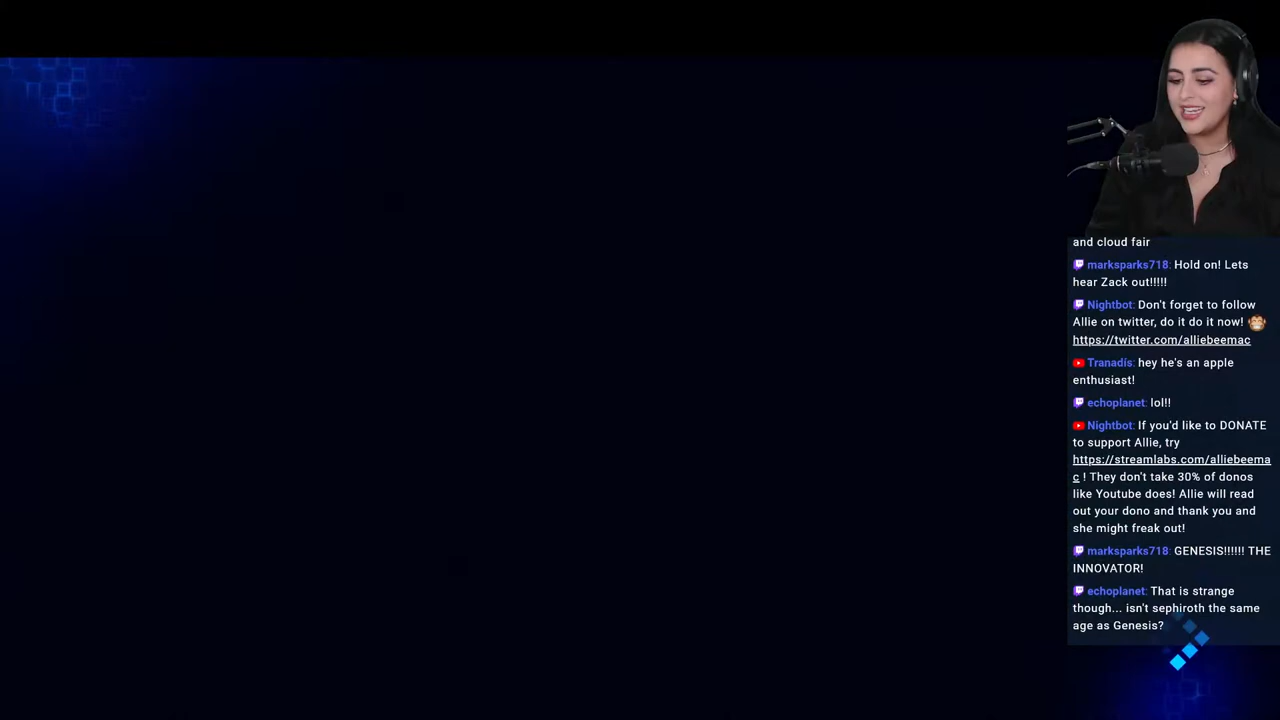 and cloud fair
marksparks718: Hold on! Lets
hear Zack out!!!!!
Nightbot: Don't forget to follow
Allie on twitter, do it do it now!
https://twitter.com/alliebeemac
Tranadís: hey he's an apple
enthusiast!
echoplanet: lol!!
Nightbot: If you'd like to DONATE
to support Allie, try
https://streamlabs.com/alliebeema
c ! They don't take 30% of donos
like Youtube does! Allie will read
out your dono and thank you and
she might freak out!
marksparks718: GENESIS!!!!!! THE
INNOVATOR!
echoplanet: That is strange
though... isn't sephiroth the same
age as Genesis?